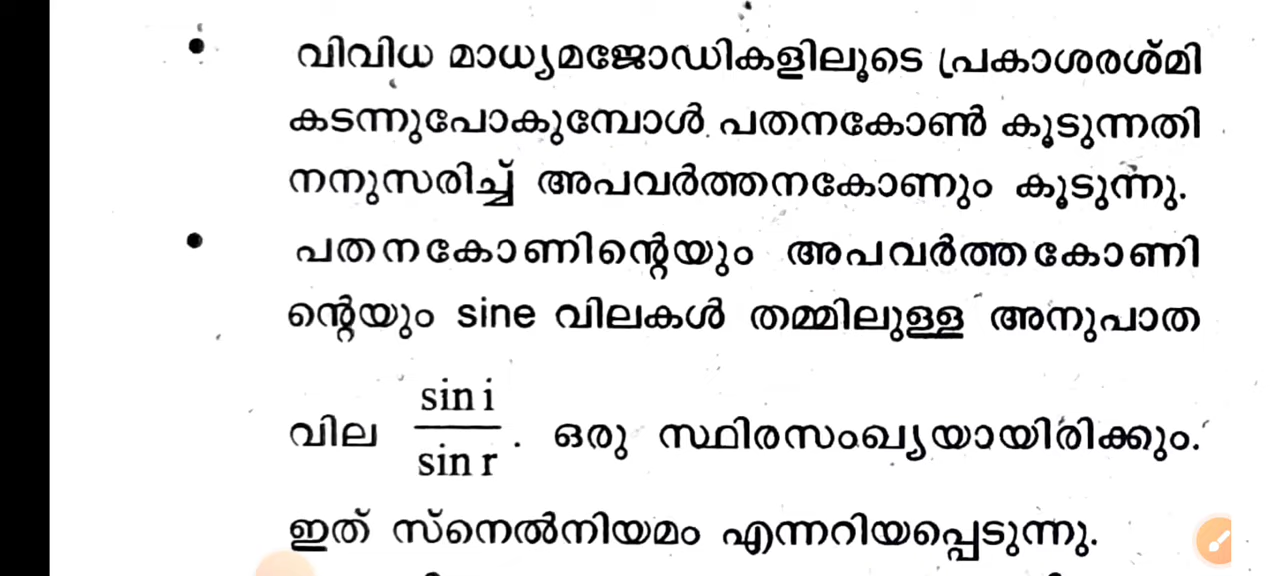 • വിവിധ മാധ്യമജോഡികളിലൂടെ പ്രകാശരശ്മി
കടന്നുപോകുമ്പോൾ പതനകോൺ കൂടുന്നതി
നനുസരിച്ച് അപവർത്തനകോണും കൂടുന്നു.
• പതനകോണിന്റെയും അപവർത്തകോണി
ന്റെയും sine വിലകൾ തമ്മിലുള്ള അനുപാത
വില sin i / sin r . ഒരു സ്ഥിരസംഖ്യയായിരിക്കും.
ഇത് സ്നെൽനിയമം എന്നറിയപ്പെടുന്നു.